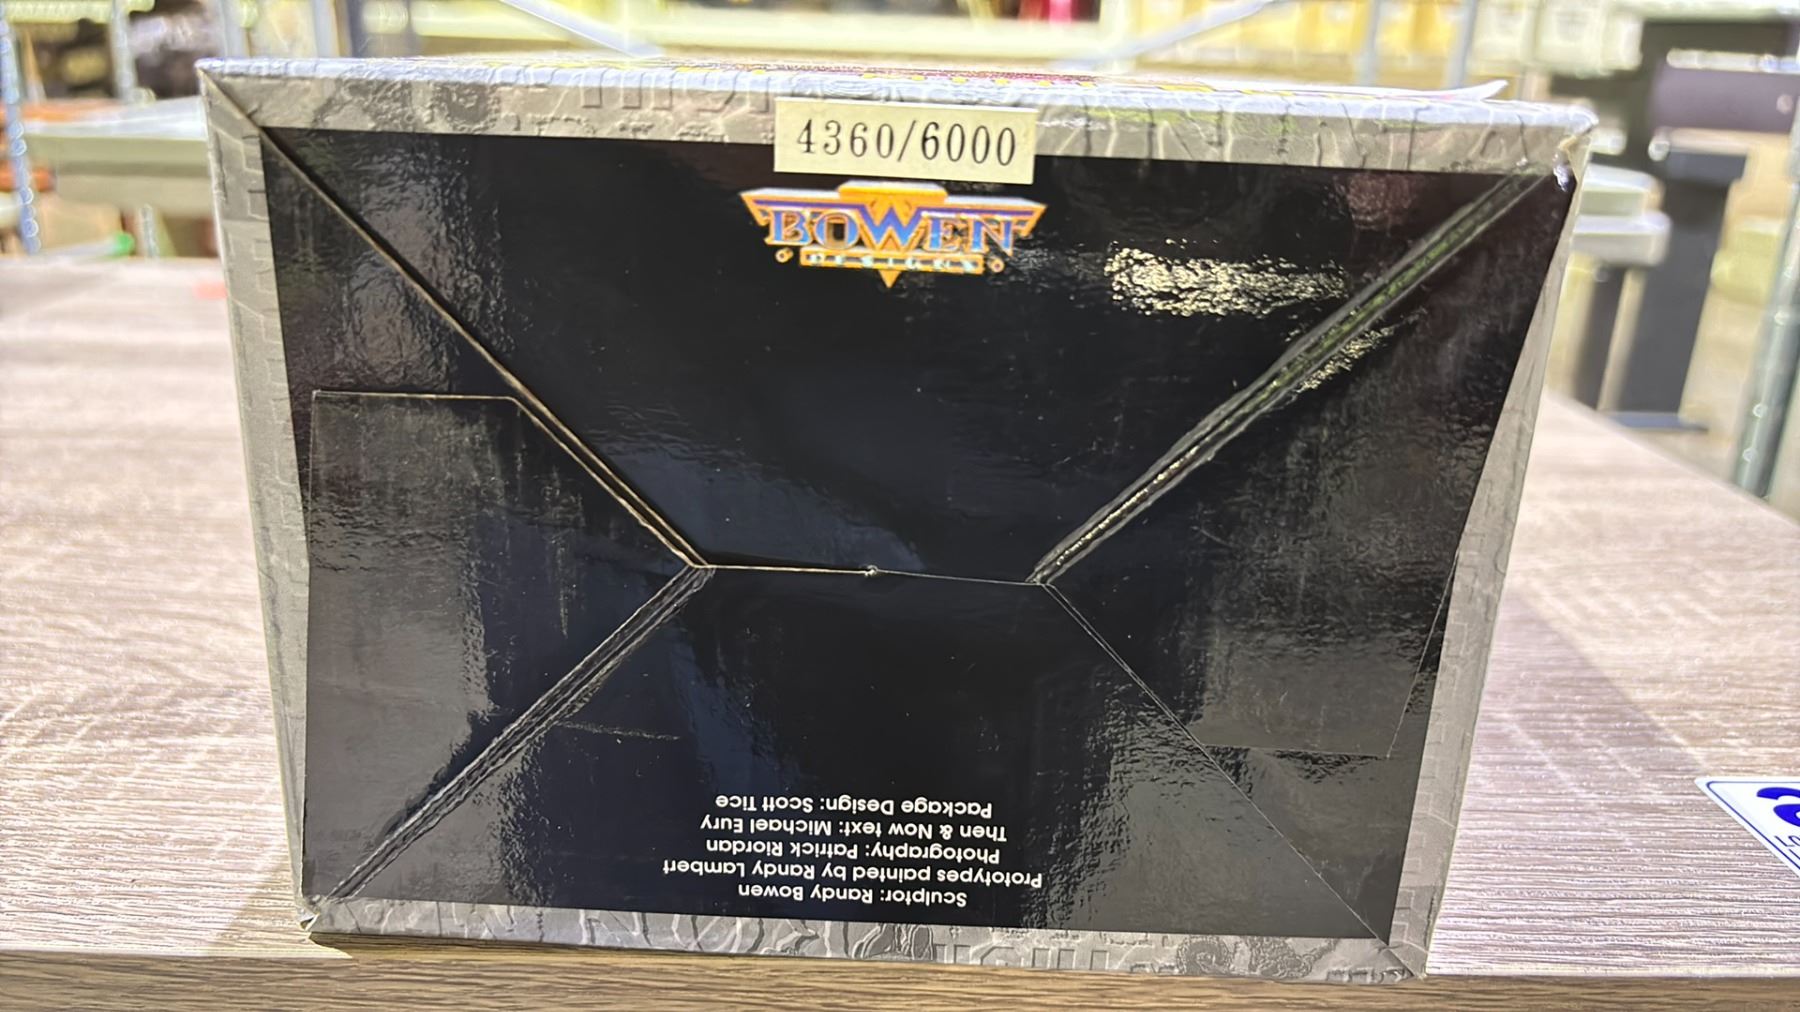 4360/6000
BOWEN
DESIGNS
Sculptor: Randy Bowen
Prototypes painted by Randy Lambert
Photography: Patrick Riordan
Then & Now text: Michael Eury
Package Design: Scott Tice